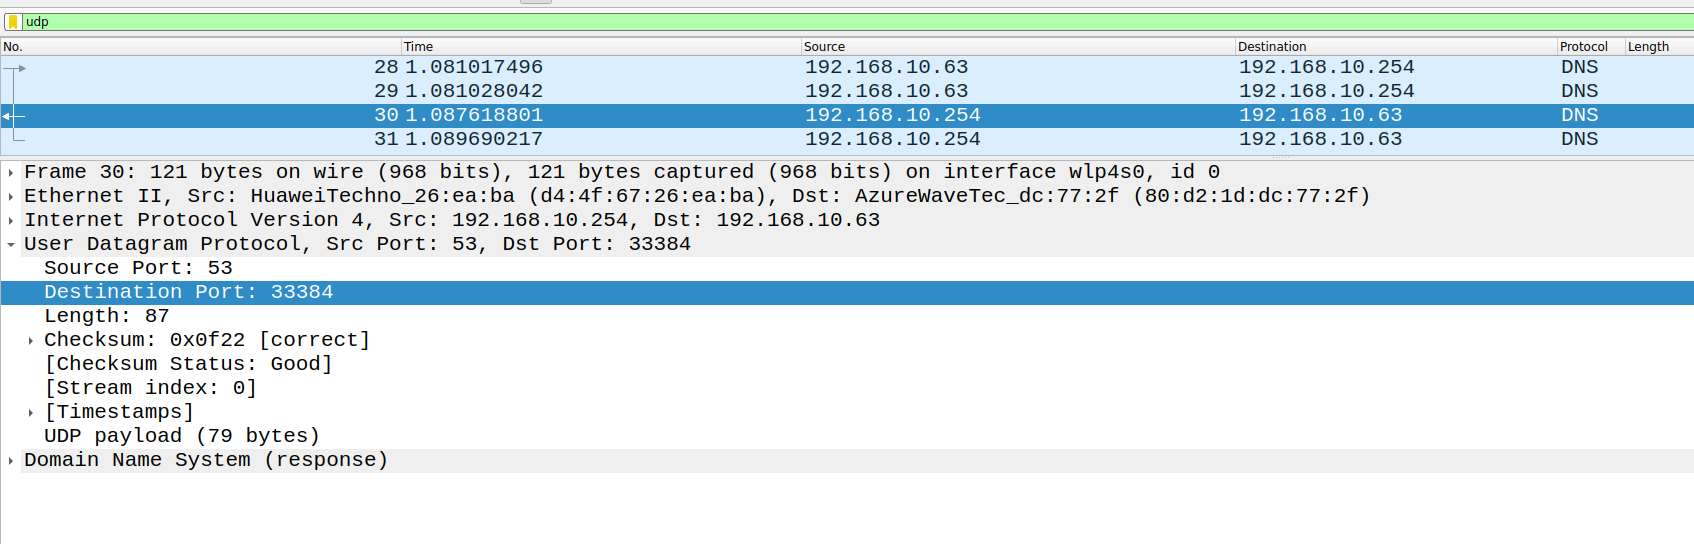 udp
No. Time Source Destination Protocol Length
28 1.081017496 192.168.10.63 192.168.10.254 DNS
29 1.081028042 192.168.10.63 192.168.10.254 DNS
30 1.087618801 192.168.10.254 192.168.10.63 DNS
31 1.089690217 192.168.10.254 192.168.10.63 DNS
Frame 30: 121 bytes on wire (968 bits), 121 bytes captured (968 bits) on interface wlp4s0, id 0
Ethernet II, Src: HuaweiTechno_26:ea:ba (d4:4f:67:26:ea:ba), Dst: AzureWaveTec_dc:77:2f (80:d2:1d:dc:77:2f)
Internet Protocol Version 4, Src: 192.168.10.254, Dst: 192.168.10.63
User Datagram Protocol, Src Port: 53, Dst Port: 33384
Source Port: 53
Destination Port: 33384
Length: 87
Checksum: 0x0f22 [correct]
[Checksum Status: Good]
[Stream index: 0]
[Timestamps]
UDP payload (79 bytes)
Domain Name System (response)